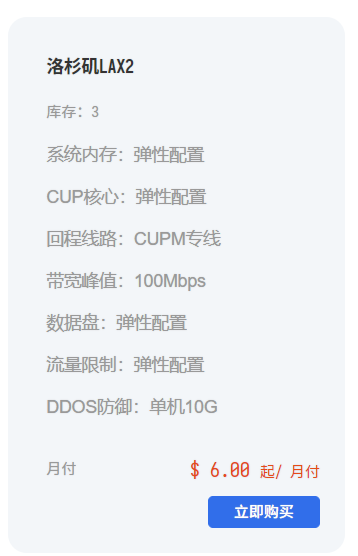 洛杉矶LAX2
库存：3
系统内存：弹性配置
CUP核心：弹性配置
回程线路：CUPM专线
带宽峰值：100Mbps
数据盘：弹性配置
流量限制：弹性配置
DDOS防御：单机10G
月付 $ 6.00 起/ 月付
立即购买